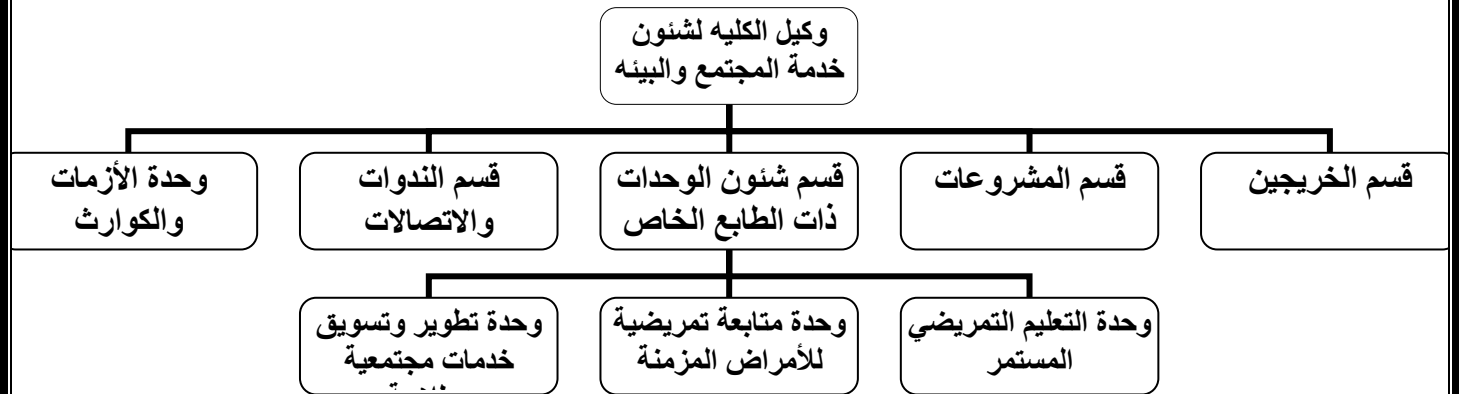 وكيل الكليه لشئون
خدمة المجتمع والبيئه
قسم الخريجين
قسم المشروعات
قسم شئون الوحدات
ذات الطابع الخاص
قسم الندوات
والاتصالات
وحدة الأزمات
والكوارث
وحدة التعليم التمريضي
المستمر
وحدة متابعة تمريضية
للأمراض المزمنة
وحدة تطوير وتسويق
خدمات مجتمعية